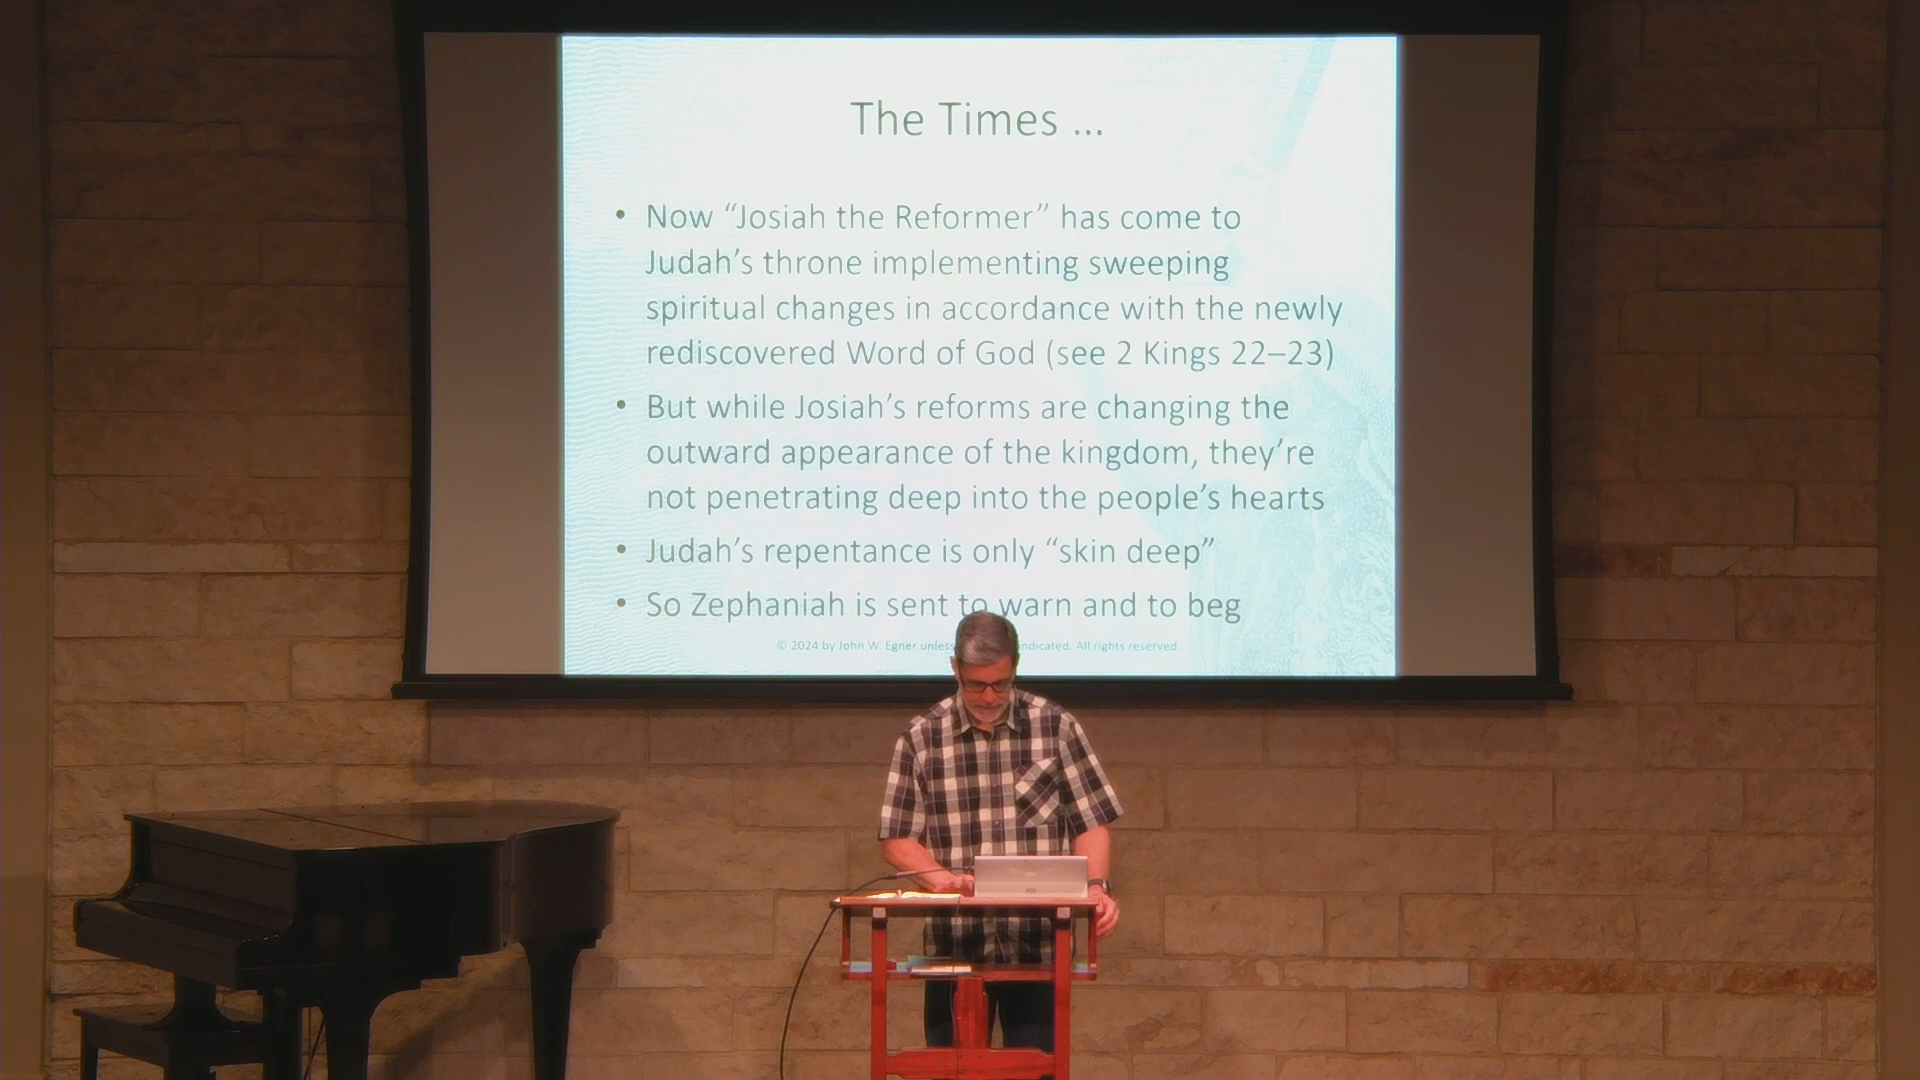 The Times ...
• Now “Josiah the Reformer” has come to
Judah’s throne implementing sweeping
spiritual changes in accordance with the newly
rediscovered Word of God (see 2 Kings 22–23)
• But while Josiah’s reforms are changing the
outward appearance of the kingdom, they’re
not penetrating deep into the people’s hearts
• Judah’s repentance is only “skin deep”
• So Zephaniah is sent to warn and to beg
© 2024 by John W. Egner indicated. All rights reserved.